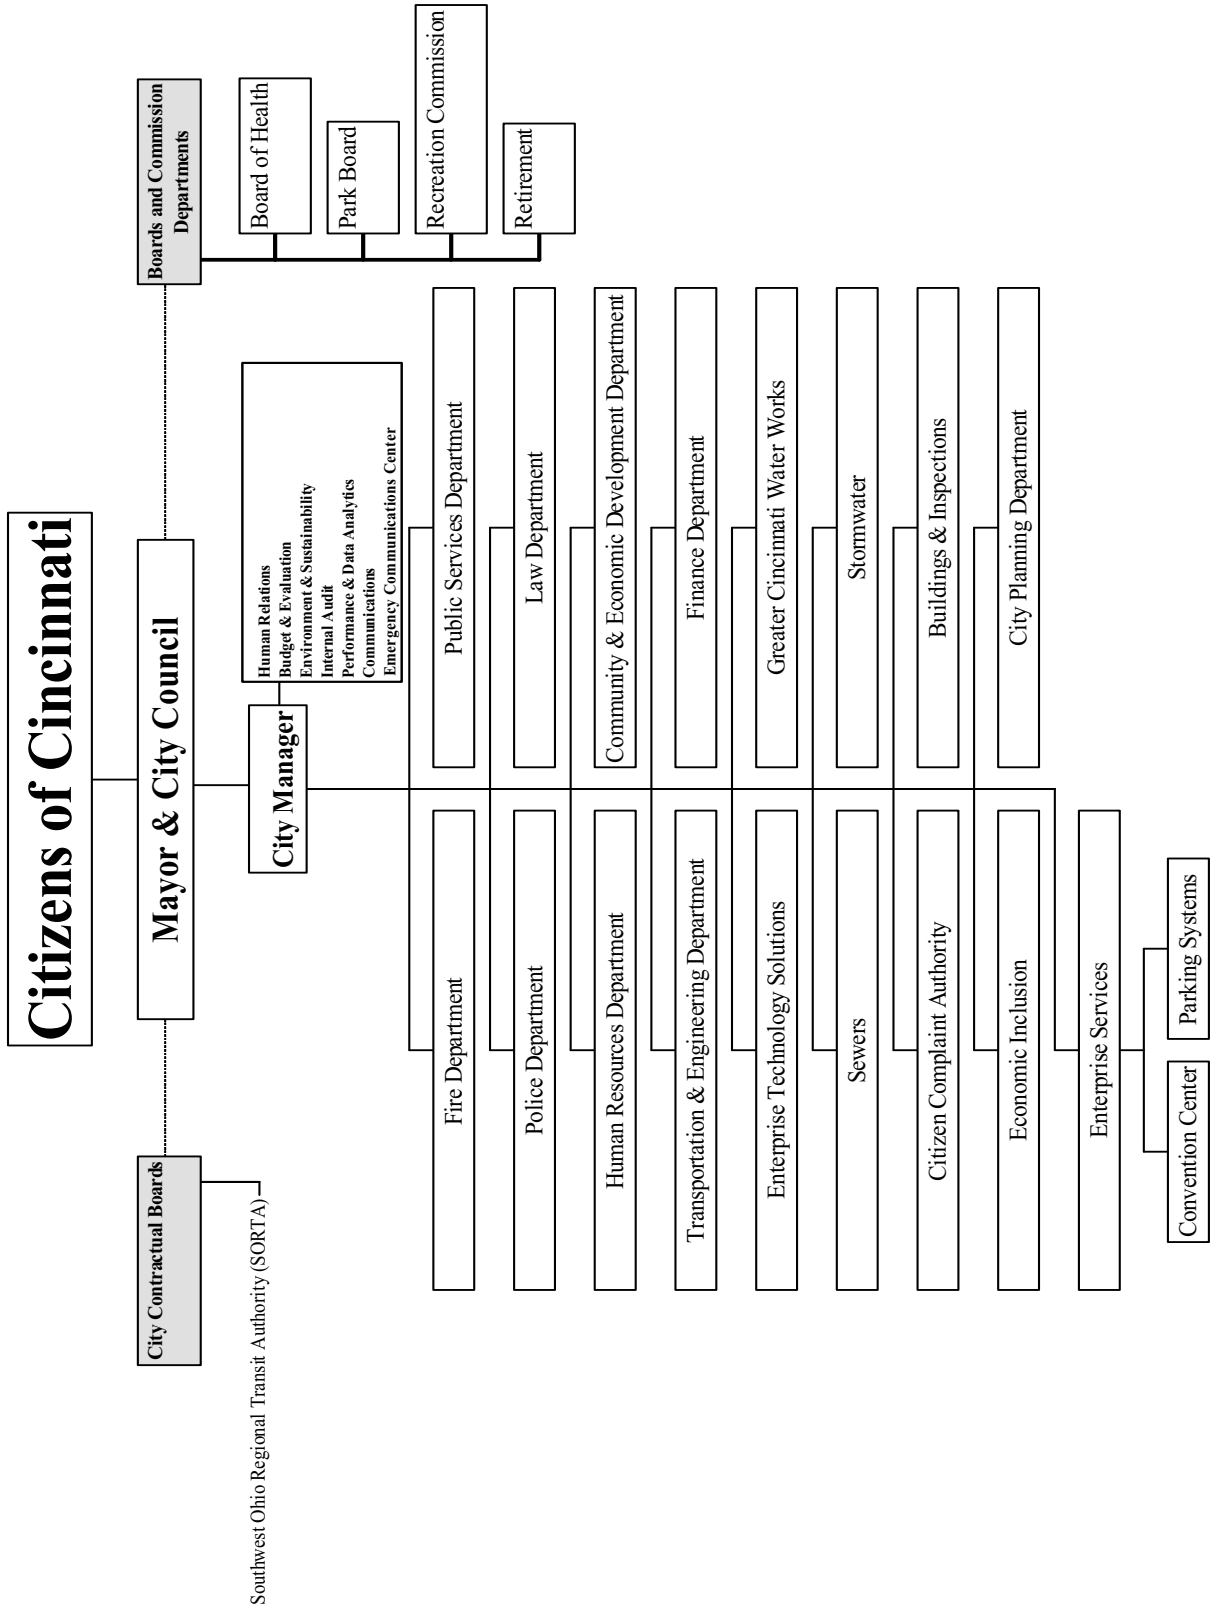 Citizens of Cincinnati
City Contractual Boards
Mayor & City Council
Boards and Commission
Departments
Southwest Ohio Regional Transit Authority (SORTA)
City Manager
Human Relations
Budget & Evaluation
Environment & Sustainability
Internal Audit
Performance & Data Analytics
Communications
Emergency Communications Center
Board of Health
Park Board
Recreation Commission
Retirement
Fire Department
Public Services Department
Police Department
Law Department
Human Resources Department
Community & Economic Development Department
Transportation & Engineering Department
Finance Department
Enterprise Technology Solutions
Greater Cincinnati Water Works
Sewers
Stormwater
Citizen Complaint Authority
Buildings & Inspections
Economic Inclusion
City Planning Department
Enterprise Services
Convention Center
Parking Systems